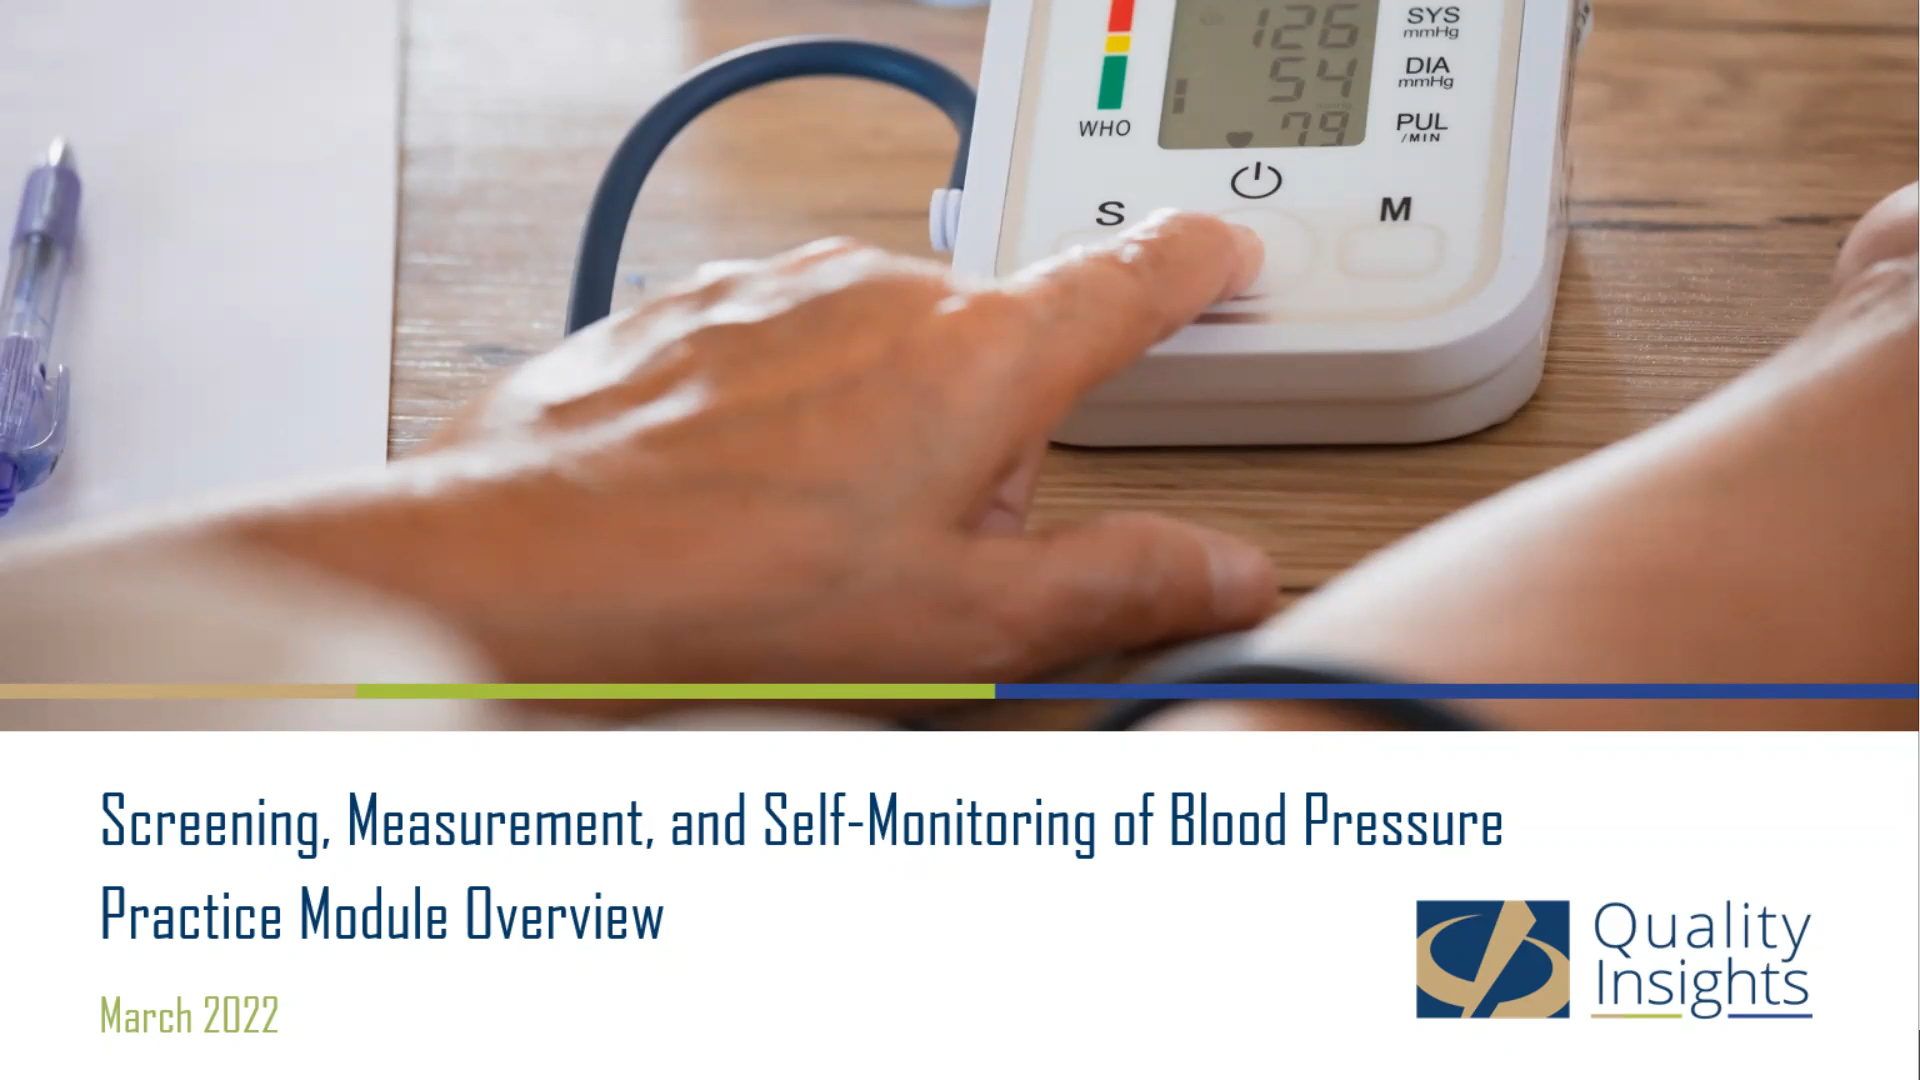 126
SYS
mmHg
54
DIA
mmHg
79
PUL
/MIN
WHO
S
M
Screening, Measurement, and Self-Monitoring of Blood Pressure
Practice Module Overview
March 2022
Quality
Insights